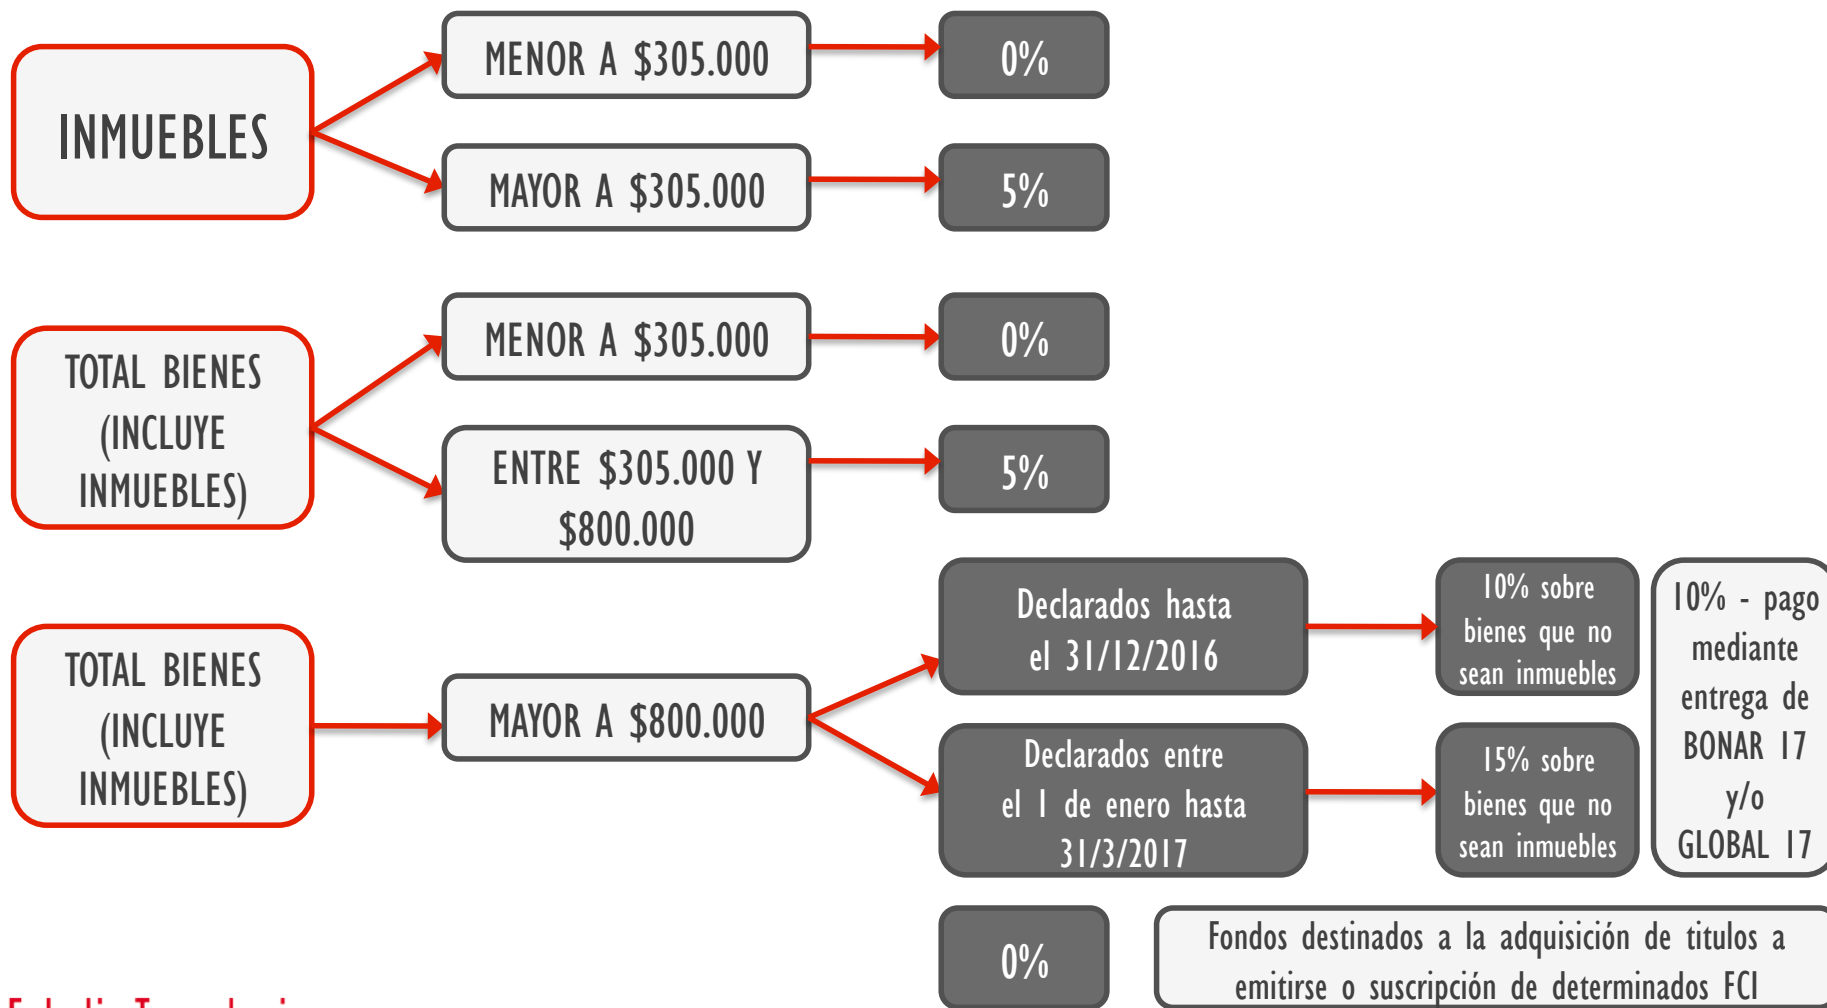 INMUEBLES
MENOR A $305.000
0%
MAYOR A $305.000
5%
TOTAL BIENES
(INCLUYE
INMUEBLES)
MENOR A $305.000
0%
ENTRE $305.000 Y
$800.000
5%
TOTAL BIENES
(INCLUYE
INMUEBLES)
MAYOR A $800.000
Declarados hasta
el 31/12/2016
10% sobre
bienes que no
sean inmuebles
Declarados entre
el 1 de enero hasta
31/3/2017
15% sobre
bienes que no
sean inmuebles
10% - pago
mediante
entrega de
BONAR 17
y/o
GLOBAL 17
0%
Fondos destinados a la adquisición de titulos a
emitirse o suscripción de determinados FCI